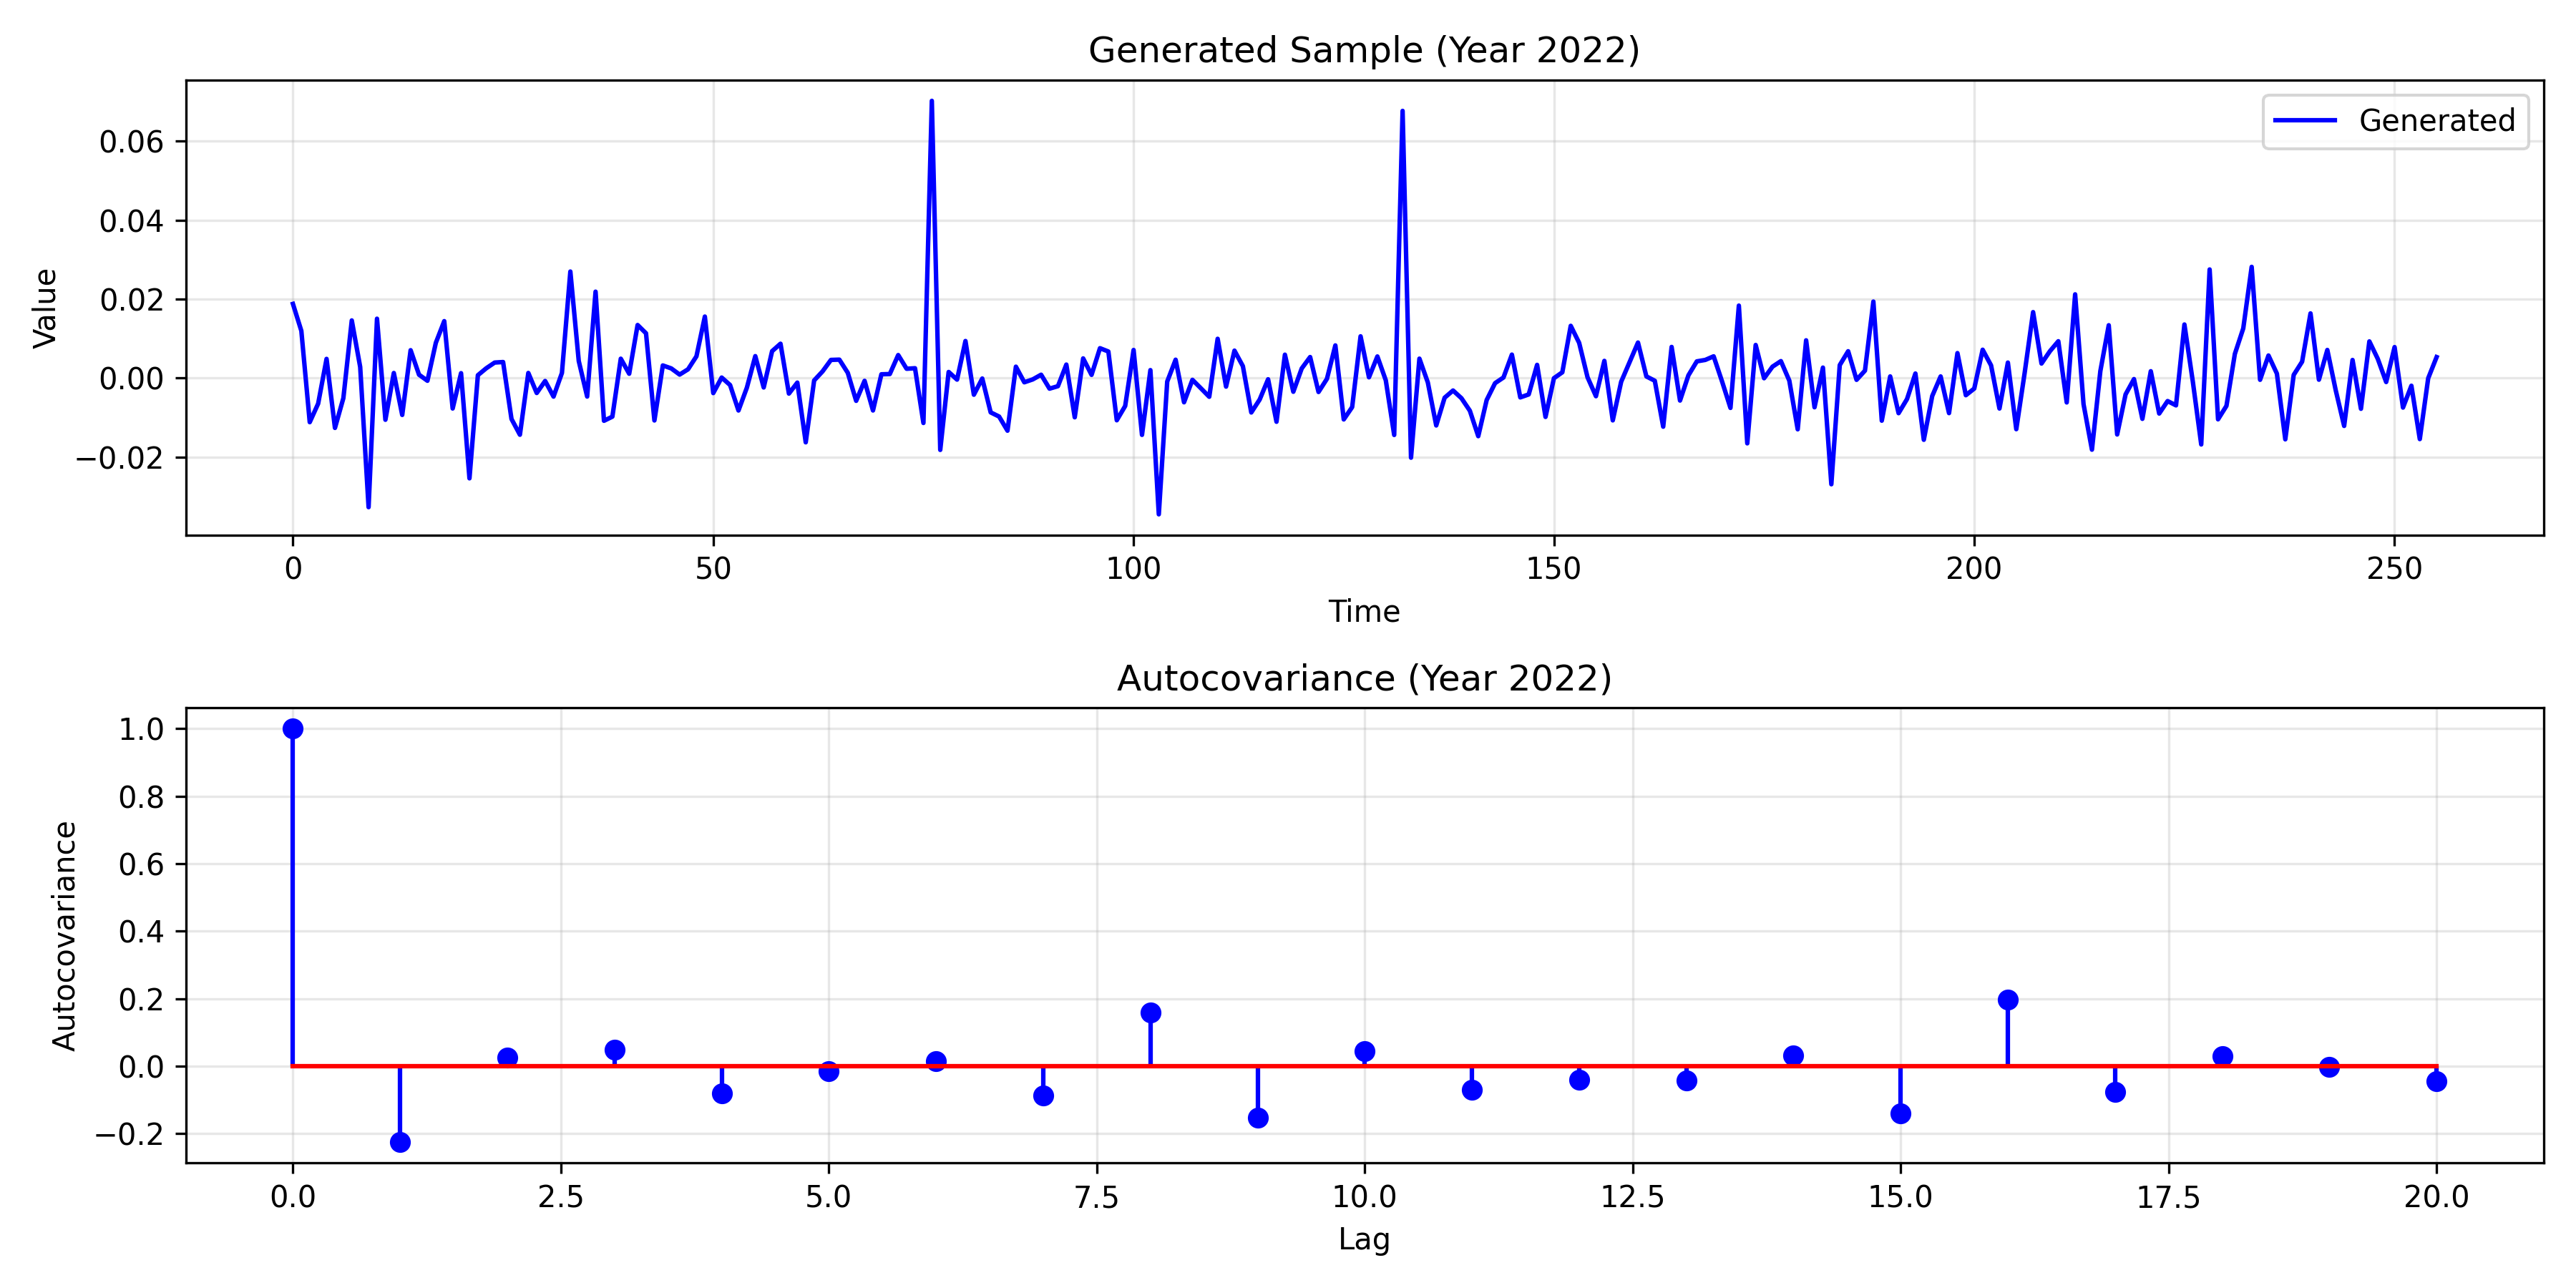 Generated Sample (Year 2022)
Generated
Value
0.06
0.04
0.02
0.00
−0.02
0 50 100 150 200 250
Time
Autocovariance (Year 2022)
Autocovariance
1.0
0.8
0.6
0.4
0.2
0.0
−0.2
0.0 2.5 5.0 7.5 10.0 12.5 15.0 17.5 20.0
Lag